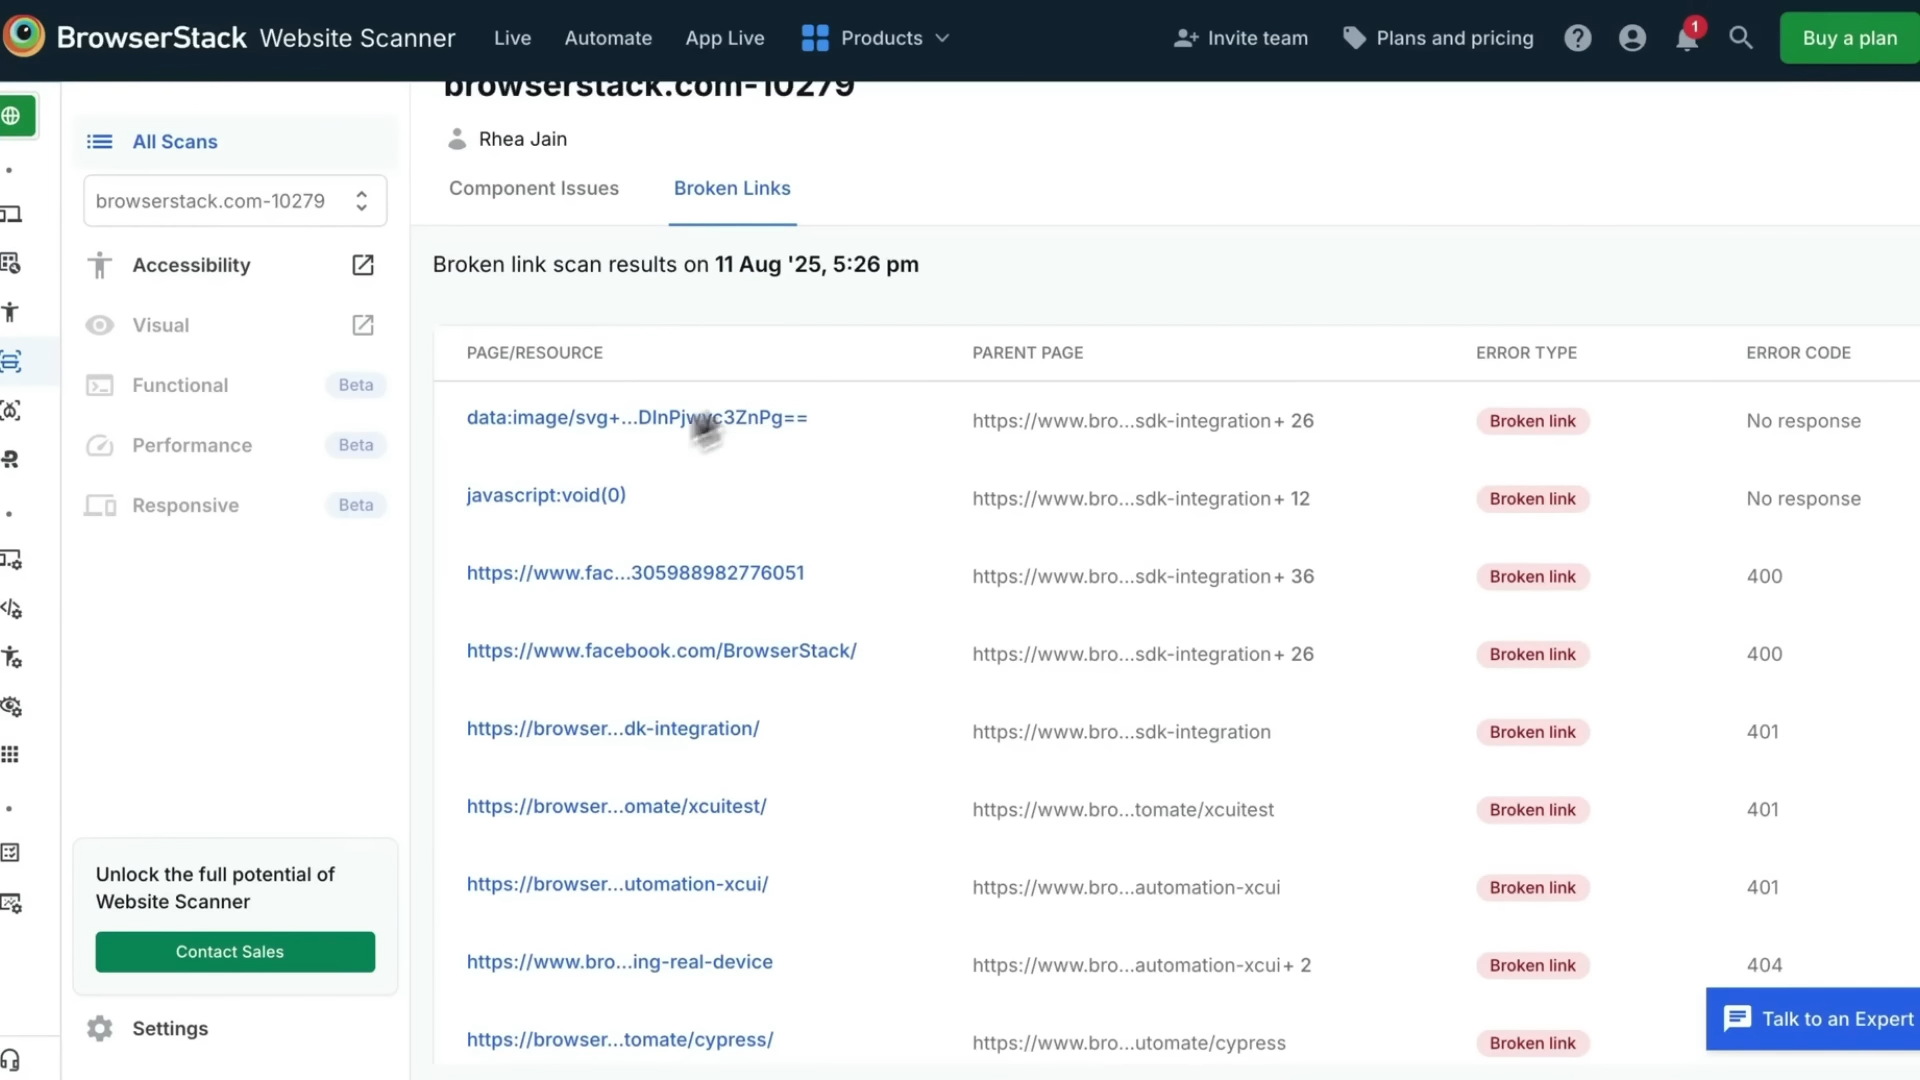 BrowserStack Website Scanner Live Automate App Live Products Invite team Plans and pricing 1 Buy a plan
browserstack.com-10279
Rhea Jain
All Scans
browserstack.com-10279
Accessibility
Visual
Functional Beta
Performance Beta
Responsive Beta
Unlock the full potential of
Website Scanner
Contact Sales
Settings
Component Issues Broken Links
Broken link scan results on 11 Aug '25, 5:26 pm
PAGE/RESOURCE PARENT PAGE ERROR TYPE ERROR CODE
data:image/svg+...DInPjwvc3ZnPg== https://www.bro...sdk-integration + 26 Broken link No response
javascript:void(0) https://www.bro...sdk-integration + 12 Broken link No response
https://www.fac...305988982776051 https://www.bro...sdk-integration + 36 Broken link 400
https://www.facebook.com/BrowserStack/ https://www.bro...sdk-integration + 26 Broken link 400
https://browser...dk-integration/ https://www.bro...sdk-integration Broken link 401
https://browser...omate/xcuitest/ https://www.bro...tomate/xcuitest Broken link 401
https://browser...utomation-xcui/ https://www.bro...automation-xcui Broken link 401
https://www.bro...ing-real-device https://www.bro...automation-xcui + 2 Broken link 404
https://browser...tomate/cypress/ https://www.bro...utomate/cypress Broken link
Talk to an Expert